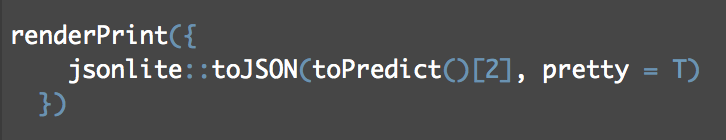 renderPrint({
    jsonlite::toJSON(toPredict()[2], pretty = T)
  })